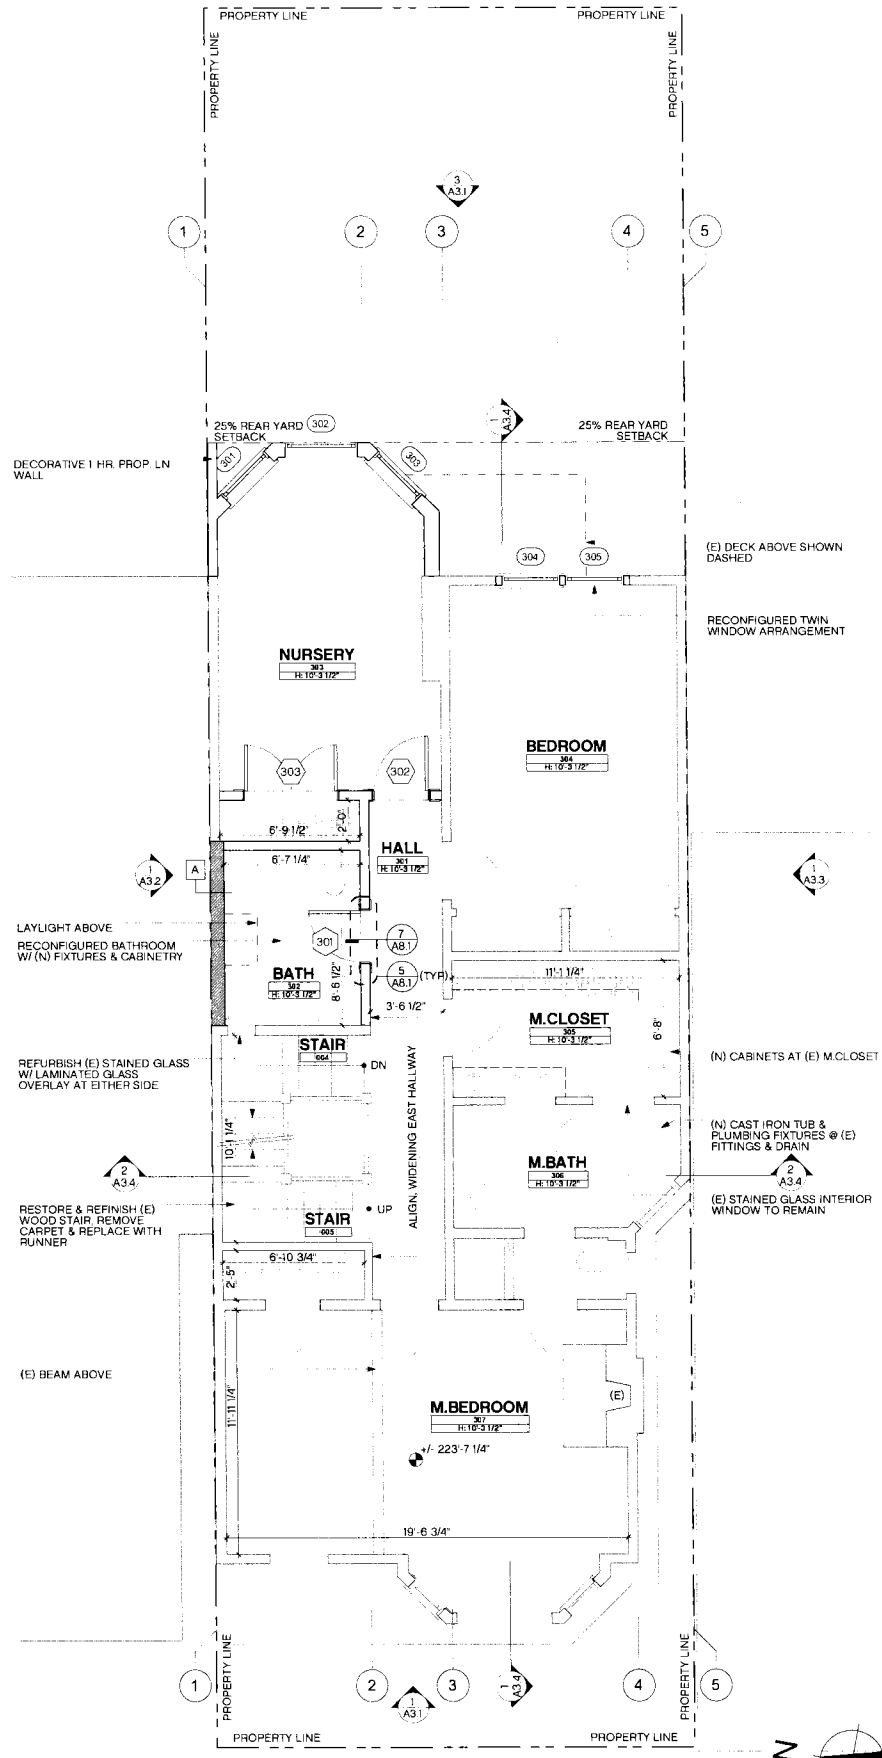 PROPERTY LINE
PROPERTY LINE
PROPERTY LINE
PROPERTY LINE
3
A3.1
1
2
3
4
5
1
A3.4
25% REAR YARD
SETBACK
302
25% REAR YARD
SETBACK
301
303
DECORATIVE 1 HR. PROP. LN
WALL
304
305
(E) DECK ABOVE SHOWN
DASHED
RECONFIGURED TWIN
WINDOW ARRANGEMENT
NURSERY
303
H: 10'-3 1/2"
BEDROOM
304
H: 10'-3 1/2"
303
302
6'-9 1/2"
2'-0"
HALL
301
H: 10'-3 1/2"
6'-7 1/4"
1
A3.2
A
1
A3.3
LAYLIGHT ABOVE
RECONFIGURED BATHROOM
W/ (N) FIXTURES & CABINETRY
301
7
A8.1
5
A8.1
(TYP)
BATH
302
H: 10'-3 1/2"
8'-6 1/2"
3'-6 1/2"
11'-1 1/4"
M.CLOSET
305
H: 10'-3 1/2"
6'-8"
STAIR
004
DN
REFURBISH (E) STAINED GLASS
W/ LAMINATED GLASS
OVERLAY AT EITHER SIDE
(N) CABINETS AT (E) M.CLOSET
10'-1 1/4"
ALIGN, WIDENING EAST HALLWAY
(N) CAST IRON TUB &
PLUMBING FIXTURES @ (E)
FITTINGS & DRAIN
M.BATH
306
H: 10'-3 1/2"
2
A3.4
2
A3.4
RESTORE & REFINISH (E)
WOOD STAIR, REMOVE
CARPET & REPLACE WITH
RUNNER
UP
STAIR
005
(E) STAINED GLASS INTERIOR
WINDOW TO REMAIN
6'-10 3/4"
2'-5"
(E) BEAM ABOVE
11'-11 1/4"
(E)
M.BEDROOM
307
H: 10'-3 1/2"
+/- 223'-7 1/4"
19'-6 3/4"
PROPERTY LINE
PROPERTY LINE
1
2
3
4
5
1
A3.1
1
A3.4
PROPERTY LINE
PROPERTY LINE
N